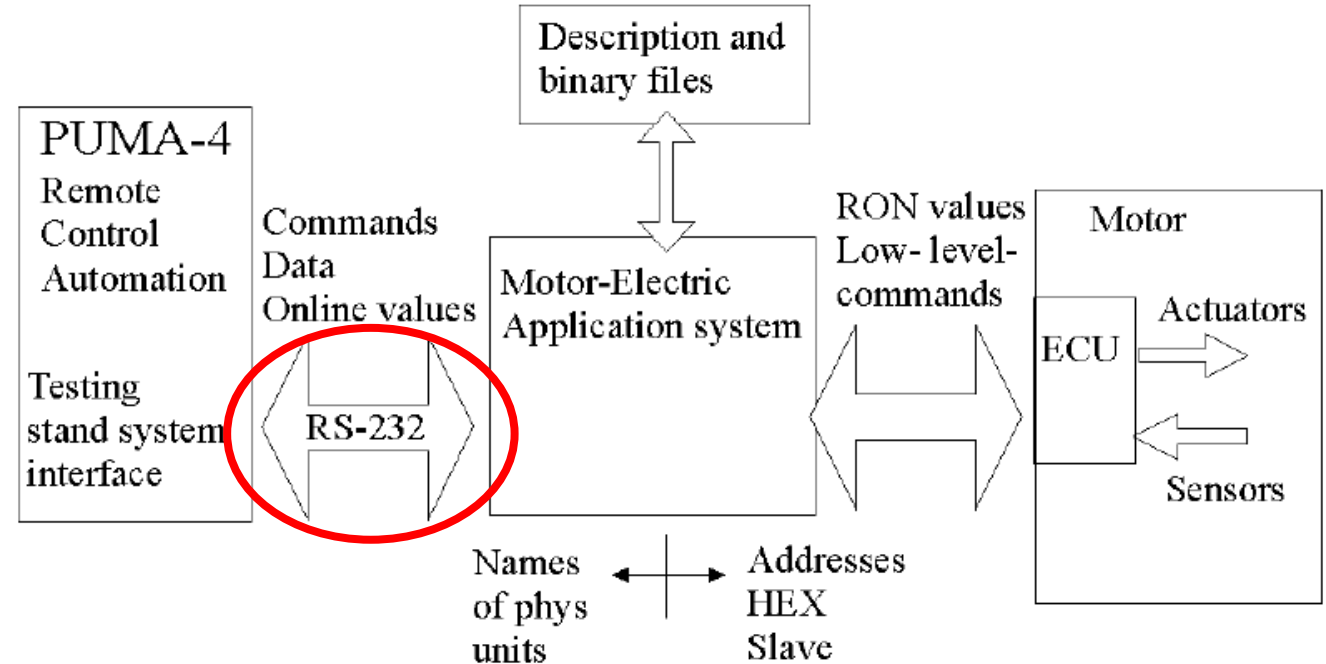 Description and
binary files
PUMA-4
Remote
Control
Automation
Testing
stand system
interface
Commands
Data
Online values
RS-232
Motor-Electric
Application system
RON values
Low- level-
commands
Motor
ECU
Actuators
Sensors
Names
of phys
units
Addresses
HEX
Slave